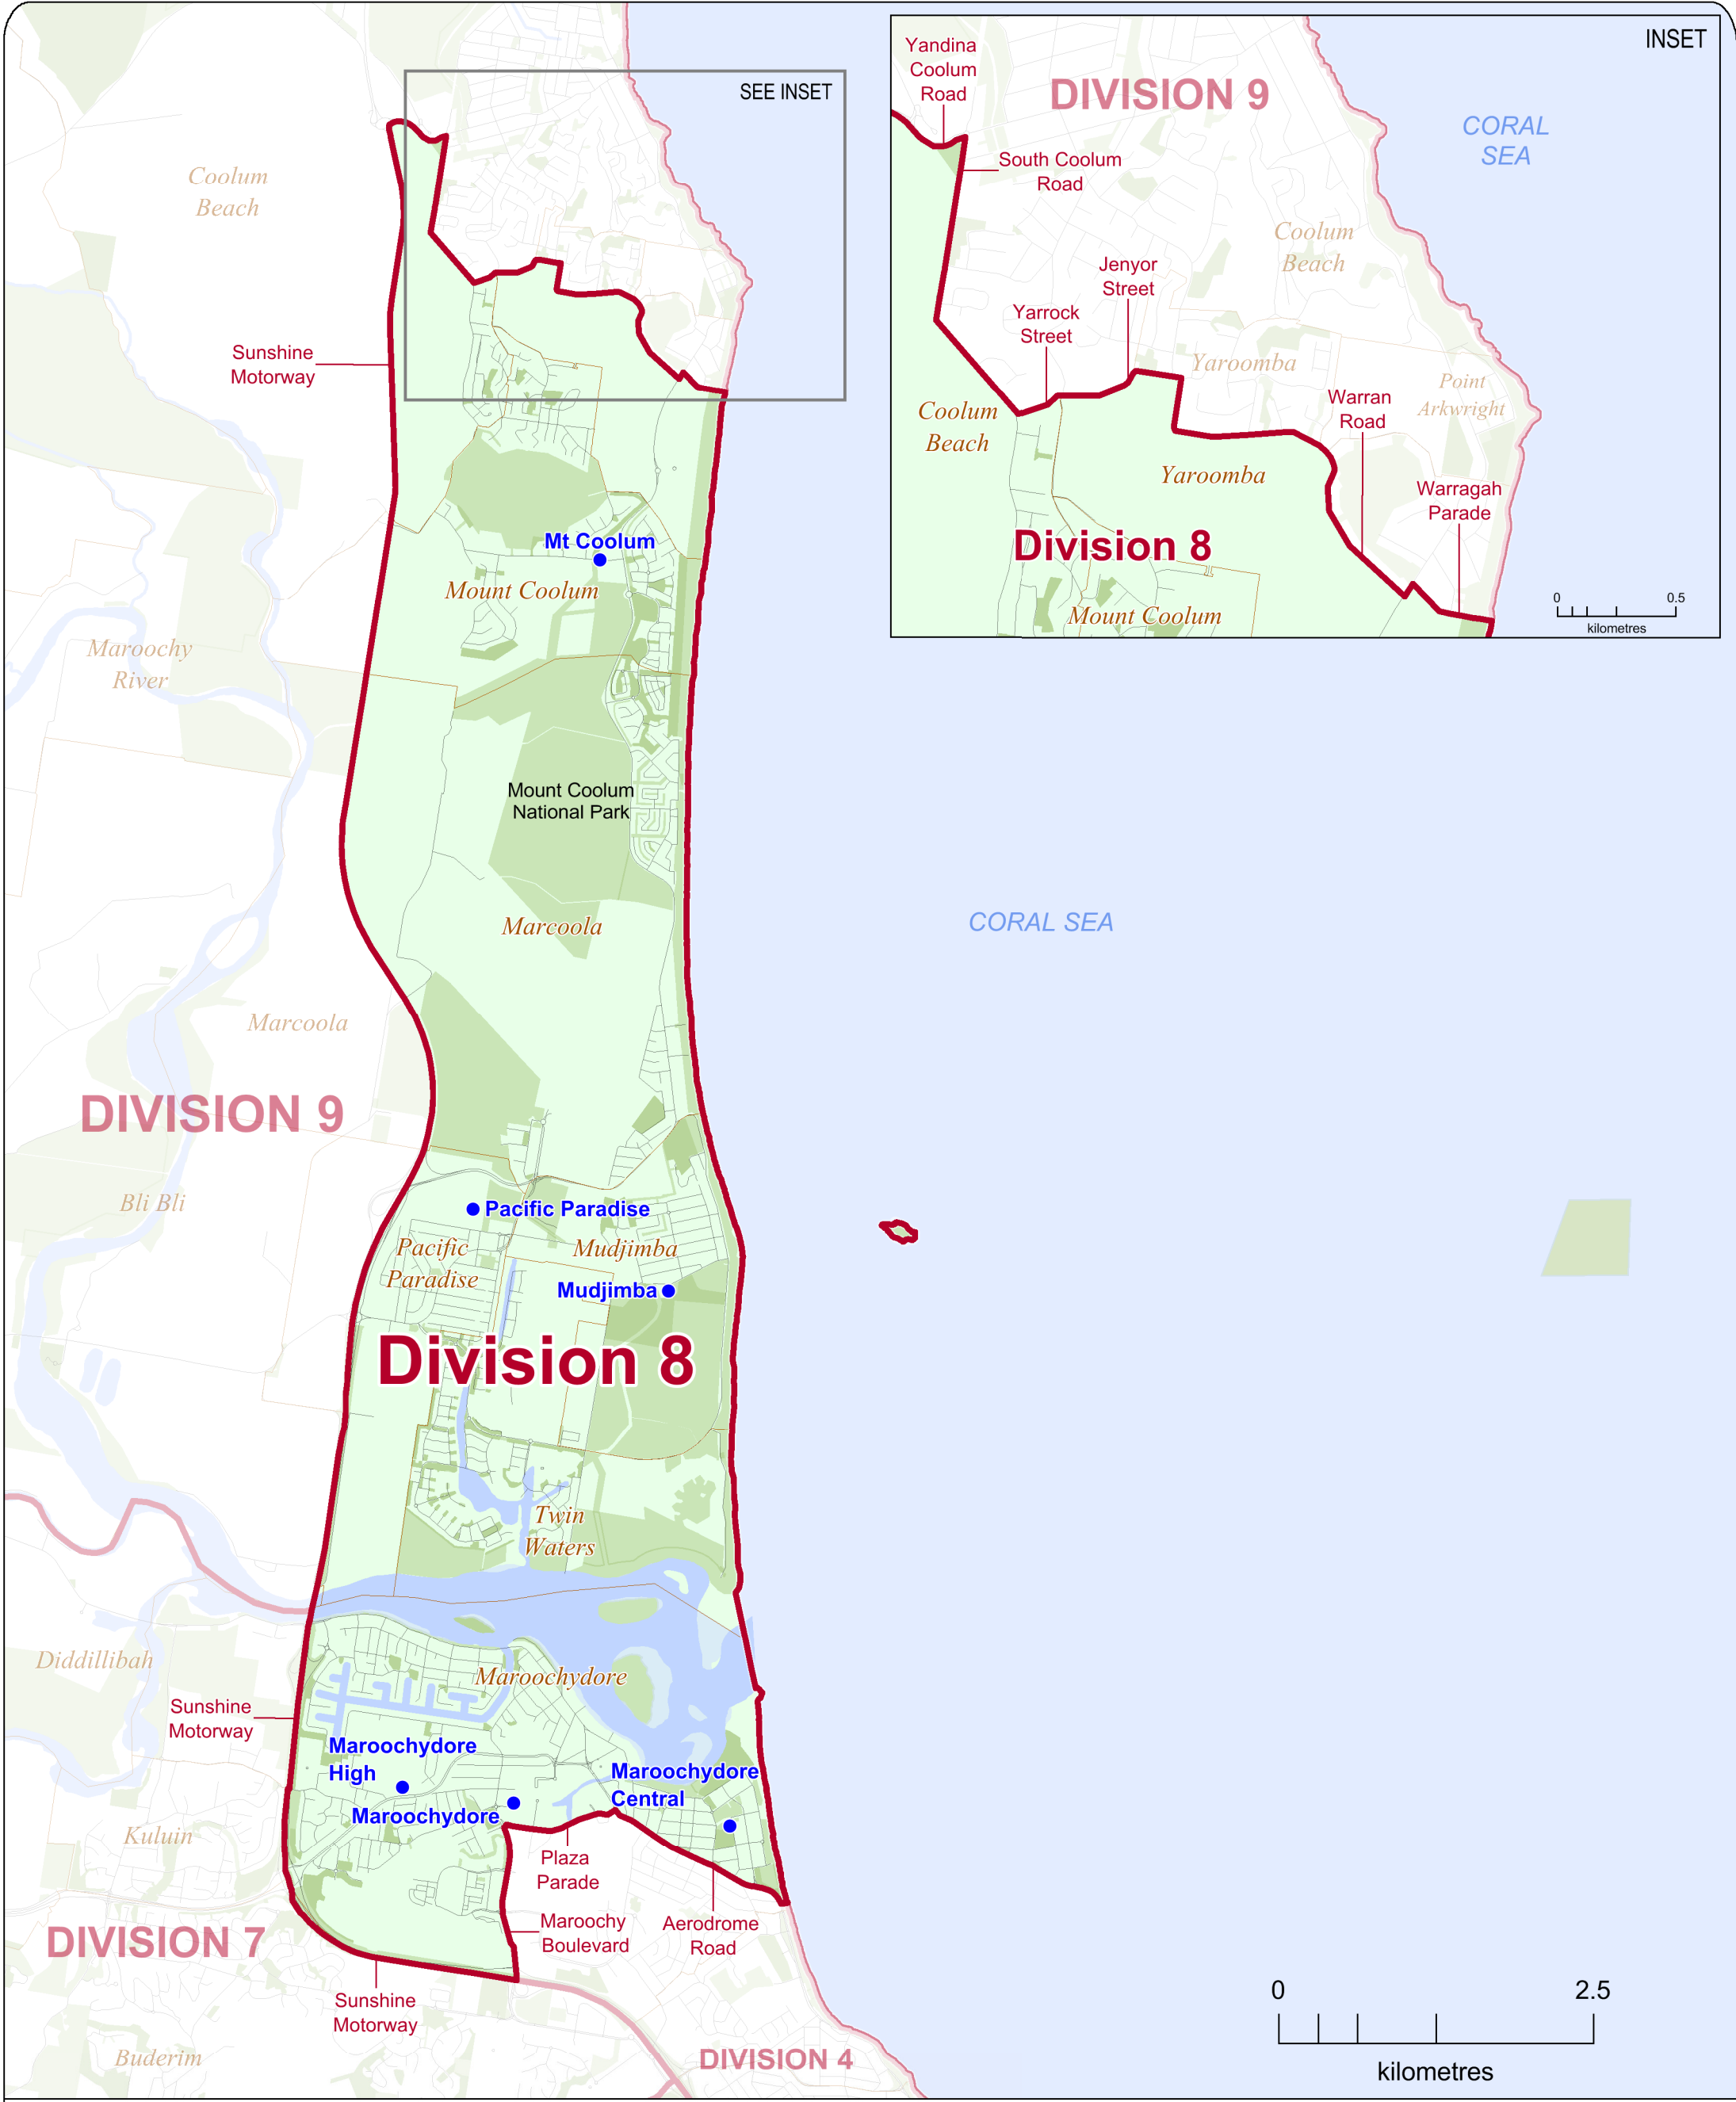 SEE INSET
INSET
Yandina
Coolum
Road
DIVISION 9
CORAL
SEA
South Coolum
Road
Coolum
Beach
Jenyor
Street
Yarrock
Street
Yaroomba
Point
Arkwright
Coolum
Beach
Warran
Road
Yaroomba
Warragah
Parade
Division 8
Mount Coolum
0
0.5
kilometres
Coolum
Beach
Sunshine
Motorway
Mt Coolum
Mount Coolum
Maroochy
River
Mount Coolum
National Park
Marcoola
CORAL SEA
Marcoola
DIVISION 9
Bli Bli
Pacific Paradise
Pacific
Paradise
Mudjimba
Mudjimba
Division 8
Twin
Waters
Diddillibah
Maroochydore
Sunshine
Motorway
Maroochydore
High
Maroochydore
Central
Maroochydore
Kuluin
Plaza
Parade
Maroochy
Boulevard
Aerodrome
Road
DIVISION 7
Sunshine
Motorway
Buderim
DIVISION 4
0
2.5
kilometres